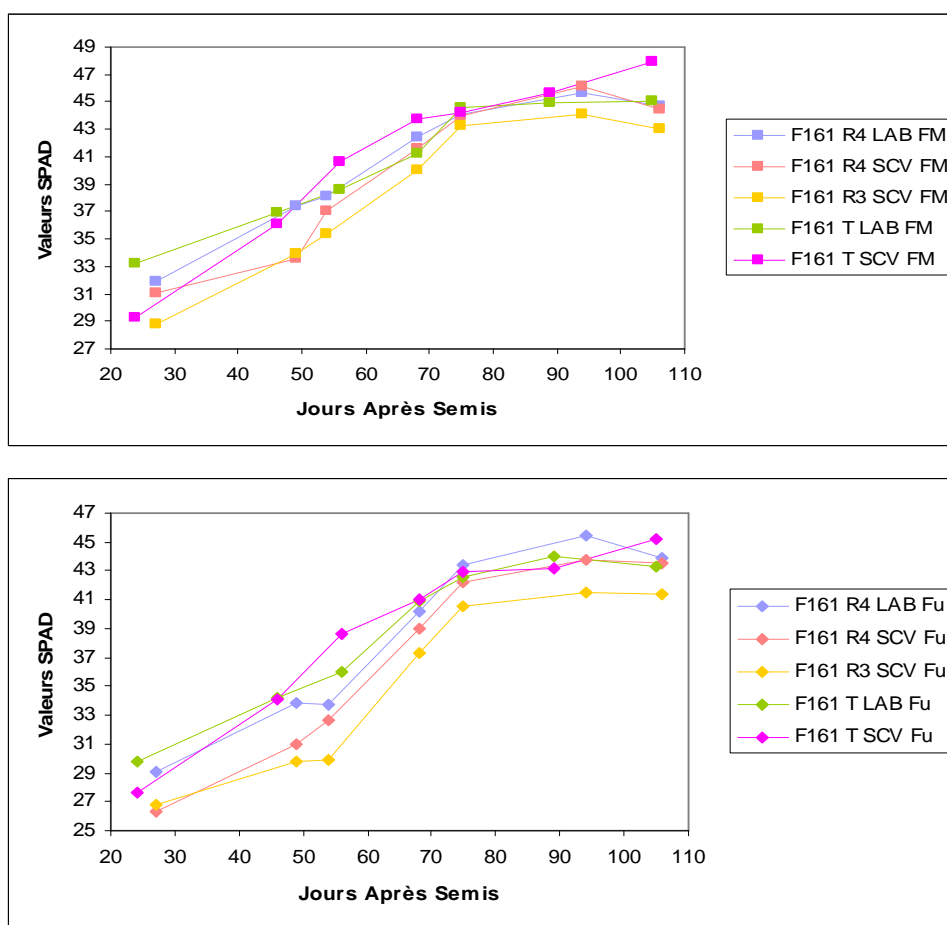 49
47
45
43
41
39
37
35
33
31
29
27
Valeurs SPAD
20 30 40 50 60 70 80 90 100 110
Jours Après Semis
F161 R4 LAB FM
F161 R4 SCV FM
F161 R3 SCV FM
F161 T LAB FM
F161 T SCV FM
47
45
43
41
39
37
35
33
31
29
27
25
Valeurs SPAD
20 30 40 50 60 70 80 90 100 110
Jours Après Semis
F161 R4 LAB Fu
F161 R4 SCV Fu
F161 R3 SCV Fu
F161 T LAB Fu
F161 T SCV Fu